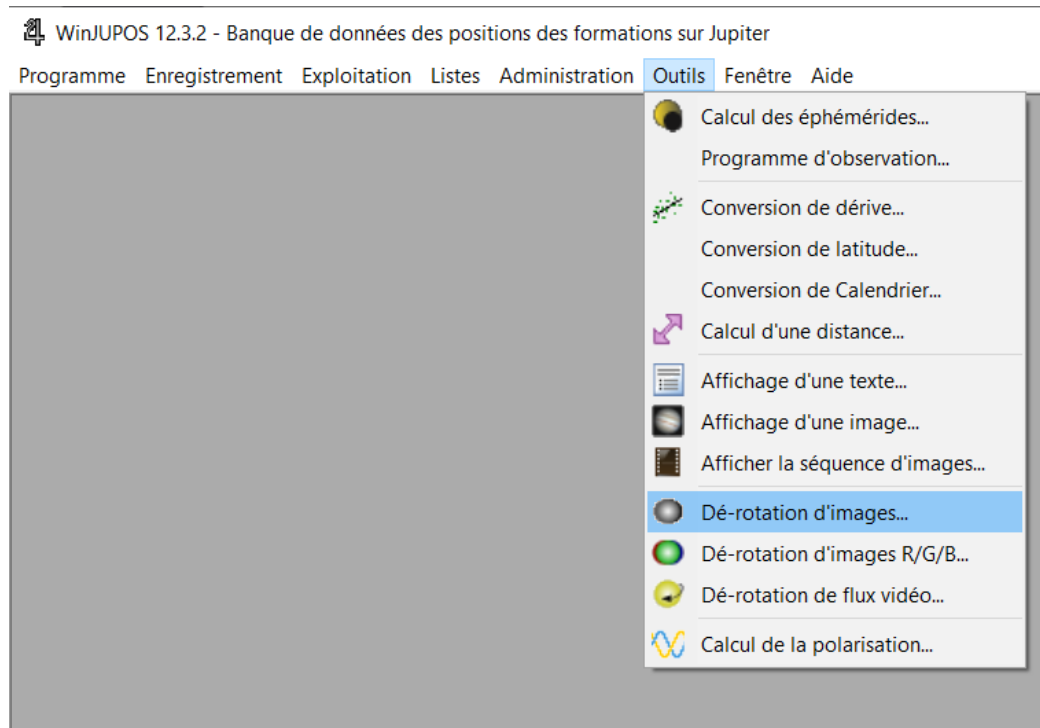 WinJUPOS 12.3.2 - Banque de données des positions des formations sur Jupiter
Programme Enregistrement Exploitation Listes Administration Outils Fenêtre Aide
Calcul des éphémérides...
Programme d'observation...
Conversion de dérive...
Conversion de latitude...
Conversion de Calendrier...
Calcul d'une distance...
Affichage d'une texte...
Affichage d'une image...
Afficher la séquence d'images...
Dé-rotation d'images...
Dé-rotation d'images R/G/B...
Dé-rotation de flux vidéo...
Calcul de la polarisation...